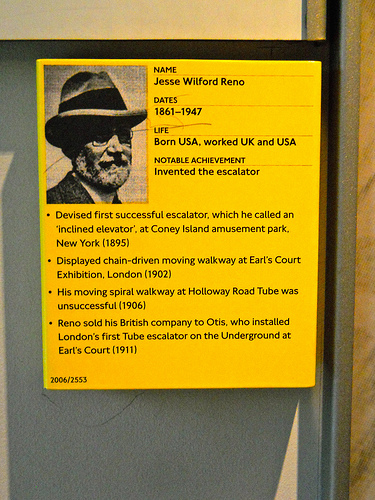 NAME
Jesse Wilford Reno
DATES
1861–1947
LIFE
Born USA, worked UK and USA
NOTABLE ACHIEVEMENT
Invented the escalator
• Devised first successful escalator, which he called an
'inclined elevator', at Coney Island amusement park,
New York (1895)
• Displayed chain-driven moving walkway at Earl's Court
Exhibition, London (1902)
• His moving spiral walkway at Holloway Road Tube was
unsuccessful (1906)
• Reno sold his British company to Otis, who installed
London's first Tube escalator on the Underground at
Earl's Court (1911)
2006/2553